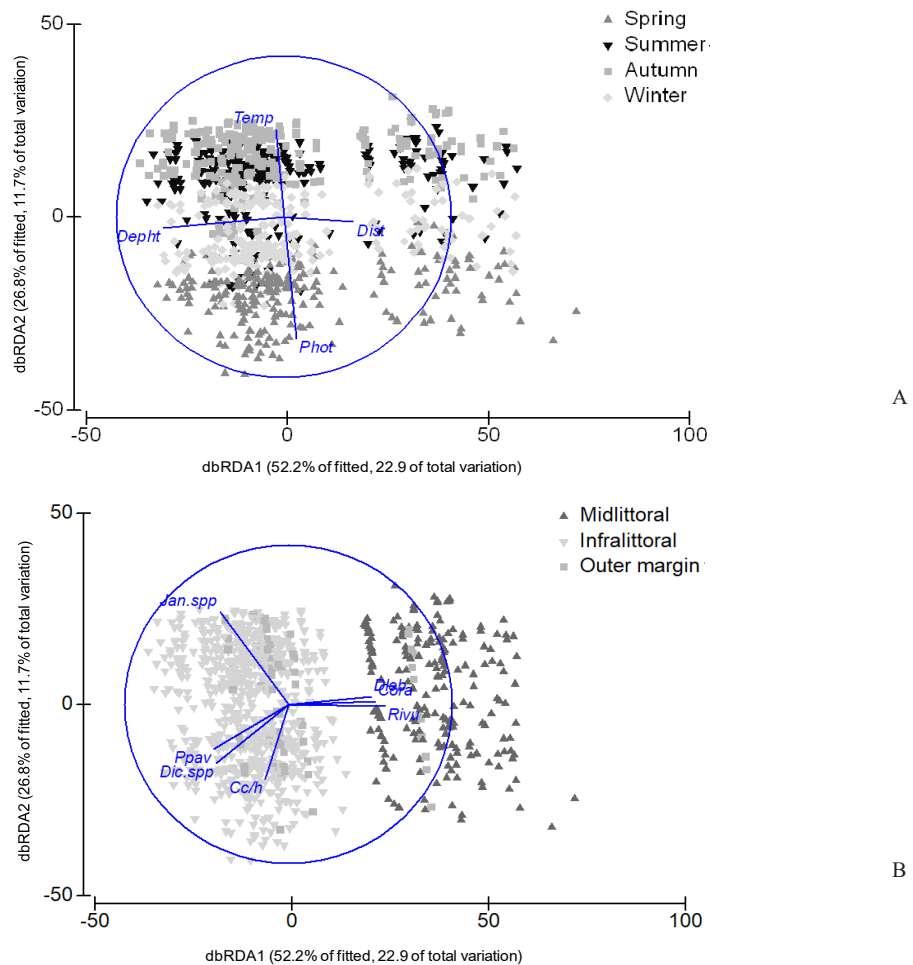 50
Spring
Summer
Autumn
Winter
dbRDA2 (26.8% of fitted, 11.7% of total variation)
Temp
0
Depht
Dist
Phot
-50
A
-50 0 50 100
dbRDA1 (52.2% of fitted, 22.9 of total variation)
50
Midlittoral
Infralittoral
Outer margin
dbRDA2 (26.8% of fitted, 11.7% of total variation)
Jan.spp
0
Cora
Rivu
Ppav
Dic.spp
Cc/h
-50
B
-50 0 50 100
dbRDA1 (52.2% of fitted, 22.9 of total variation)